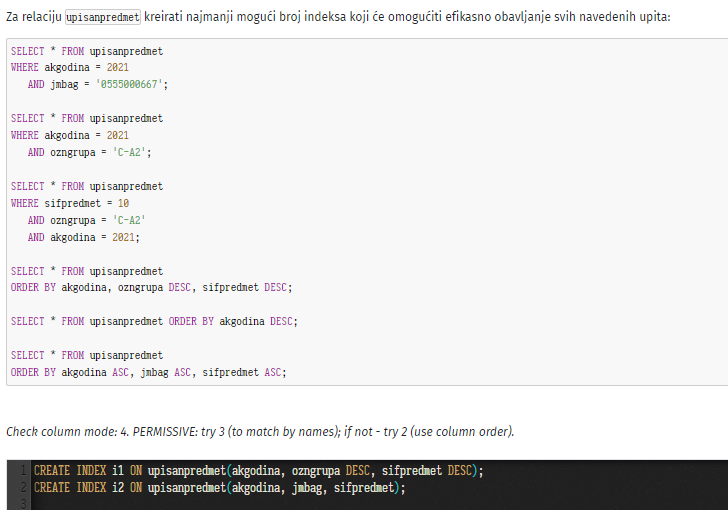 Za relaciju upisanpredmet kreirati najmanji mogući broj indeksa koji će omogućiti efikasno obavljanje svih navedenih upita:
SELECT * FROM upisanpredmet
WHERE akgodina = 2021
AND jmbag = '0555000667';
SELECT * FROM upisanpredmet
WHERE akgodina = 2021
AND ozngrupa = 'C-A2';
SELECT * FROM upisanpredmet
WHERE sifpredmet = 10
AND ozngrupa = 'C-A2'
AND akgodina = 2021;
SELECT * FROM upisanpredmet
ORDER BY akgodina, ozngrupa DESC, sifpredmet DESC;
SELECT * FROM upisanpredmet ORDER BY akgodina DESC;
SELECT * FROM upisanpredmet
ORDER BY akgodina ASC, jmbag ASC, sifpredmet ASC;
Check column mode: 4. PERMISSIVE: try 3 (to match by names); if not - try 2 (use column order).
1 CREATE INDEX i1 ON upisanpredmet(akgodina, ozngrupa DESC, sifpredmet DESC);
2 CREATE INDEX i2 ON upisanpredmet(akgodina, jmbag, sifpredmet);
3